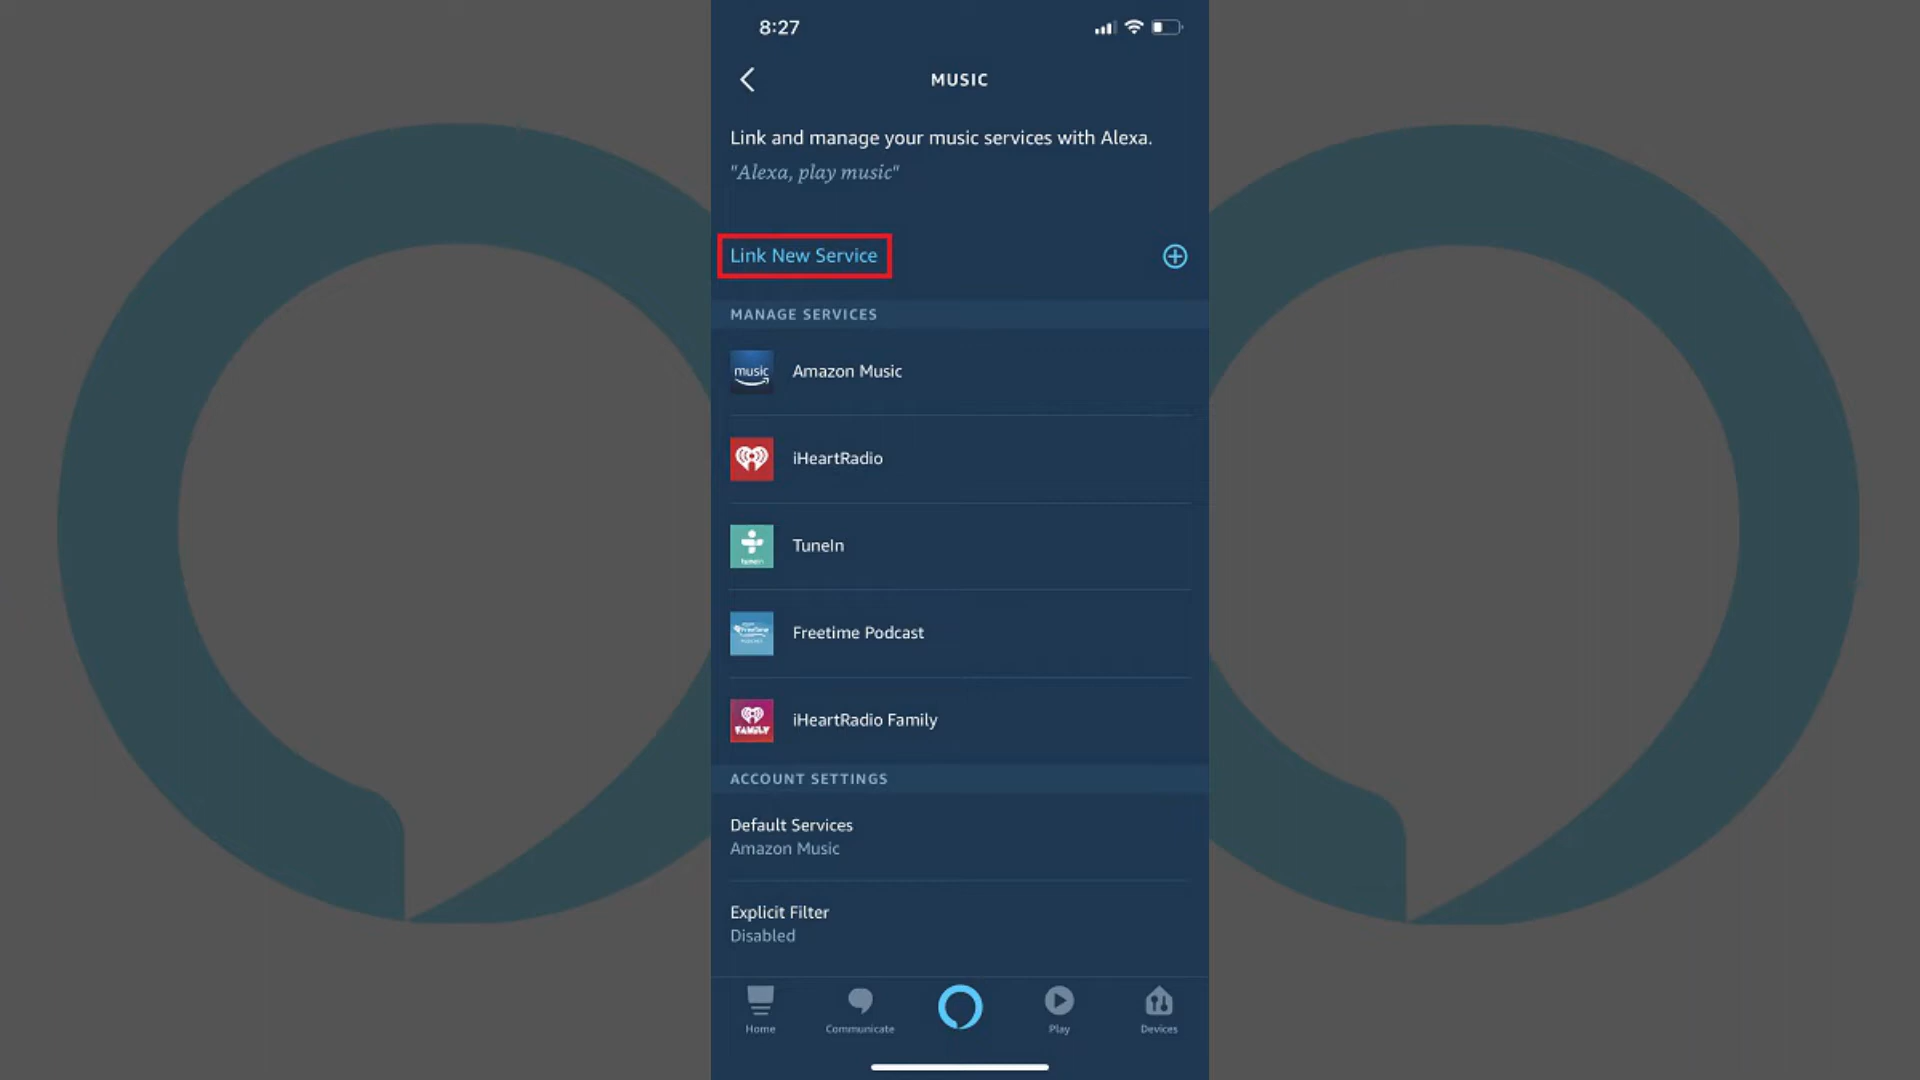 8:27
MUSIC
Link and manage your music services with Alexa.
"Alexa, play music"
Link New Service
MANAGE SERVICES
music
Amazon Music
iHeartRadio
tunein
TuneIn
Freetime Podcast
FAMILY
iHeartRadio Family
ACCOUNT SETTINGS
Default Services
Amazon Music
Explicit Filter
Disabled
Home
Communicate
Play
Devices